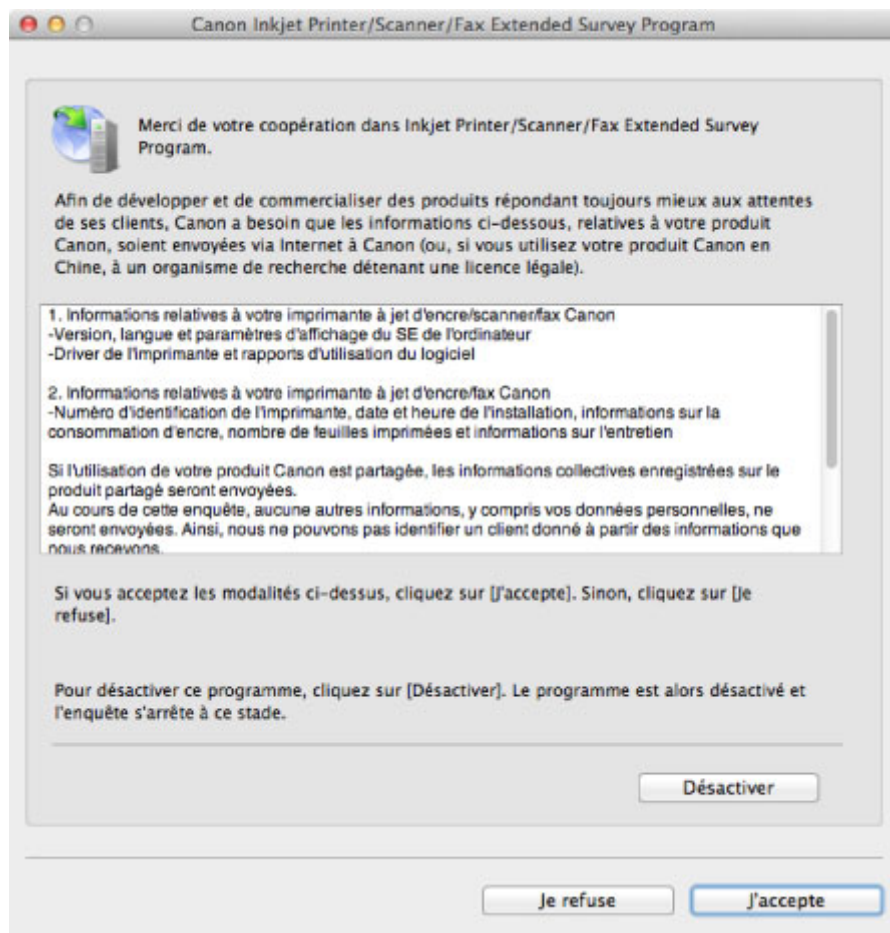 Canon Inkjet Printer/Scanner/Fax Extended Survey Program
Merci de votre coopération dans Inkjet Printer/Scanner/Fax Extended Survey
Program.
Afin de développer et de commercialiser des produits répondant toujours mieux aux attentes
de ses clients, Canon a besoin que les informations ci-dessous, relatives à votre produit
Canon, soient envoyées via Internet à Canon (ou, si vous utilisez votre produit Canon en
Chine, à un organisme de recherche détenant une licence légale).
1. Informations relatives à votre imprimante à jet d'encre/scanner/fax Canon
-Version, langue et paramètres d'affichage du SE de l'ordinateur
-Driver de l'imprimante et rapports d'utilisation du logiciel
2. Informations relatives à votre imprimante à jet d'encre/fax Canon
-Numéro d'identification de l'imprimante, date et heure de l'installation, informations sur la
consommation d'encre, nombre de feuilles imprimées et informations sur l'entretien
Si l'utilisation de votre produit Canon est partagée, les informations collectives enregistrées sur le
produit partagé seront envoyées.
Au cours de cette enquête, aucune autres informations, y compris vos données personnelles, ne
seront envoyées. Ainsi, nous ne pouvons pas identifier un client donné à partir des informations que
nous recevons.
Si vous acceptez les modalités ci-dessus, cliquez sur [J'accepte]. Sinon, cliquez sur [Je
refuse].
Pour désactiver ce programme, cliquez sur [Désactiver]. Le programme est alors désactivé et
l'enquête s'arrête à ce stade.
Désactiver
Je refuse
J'accepte